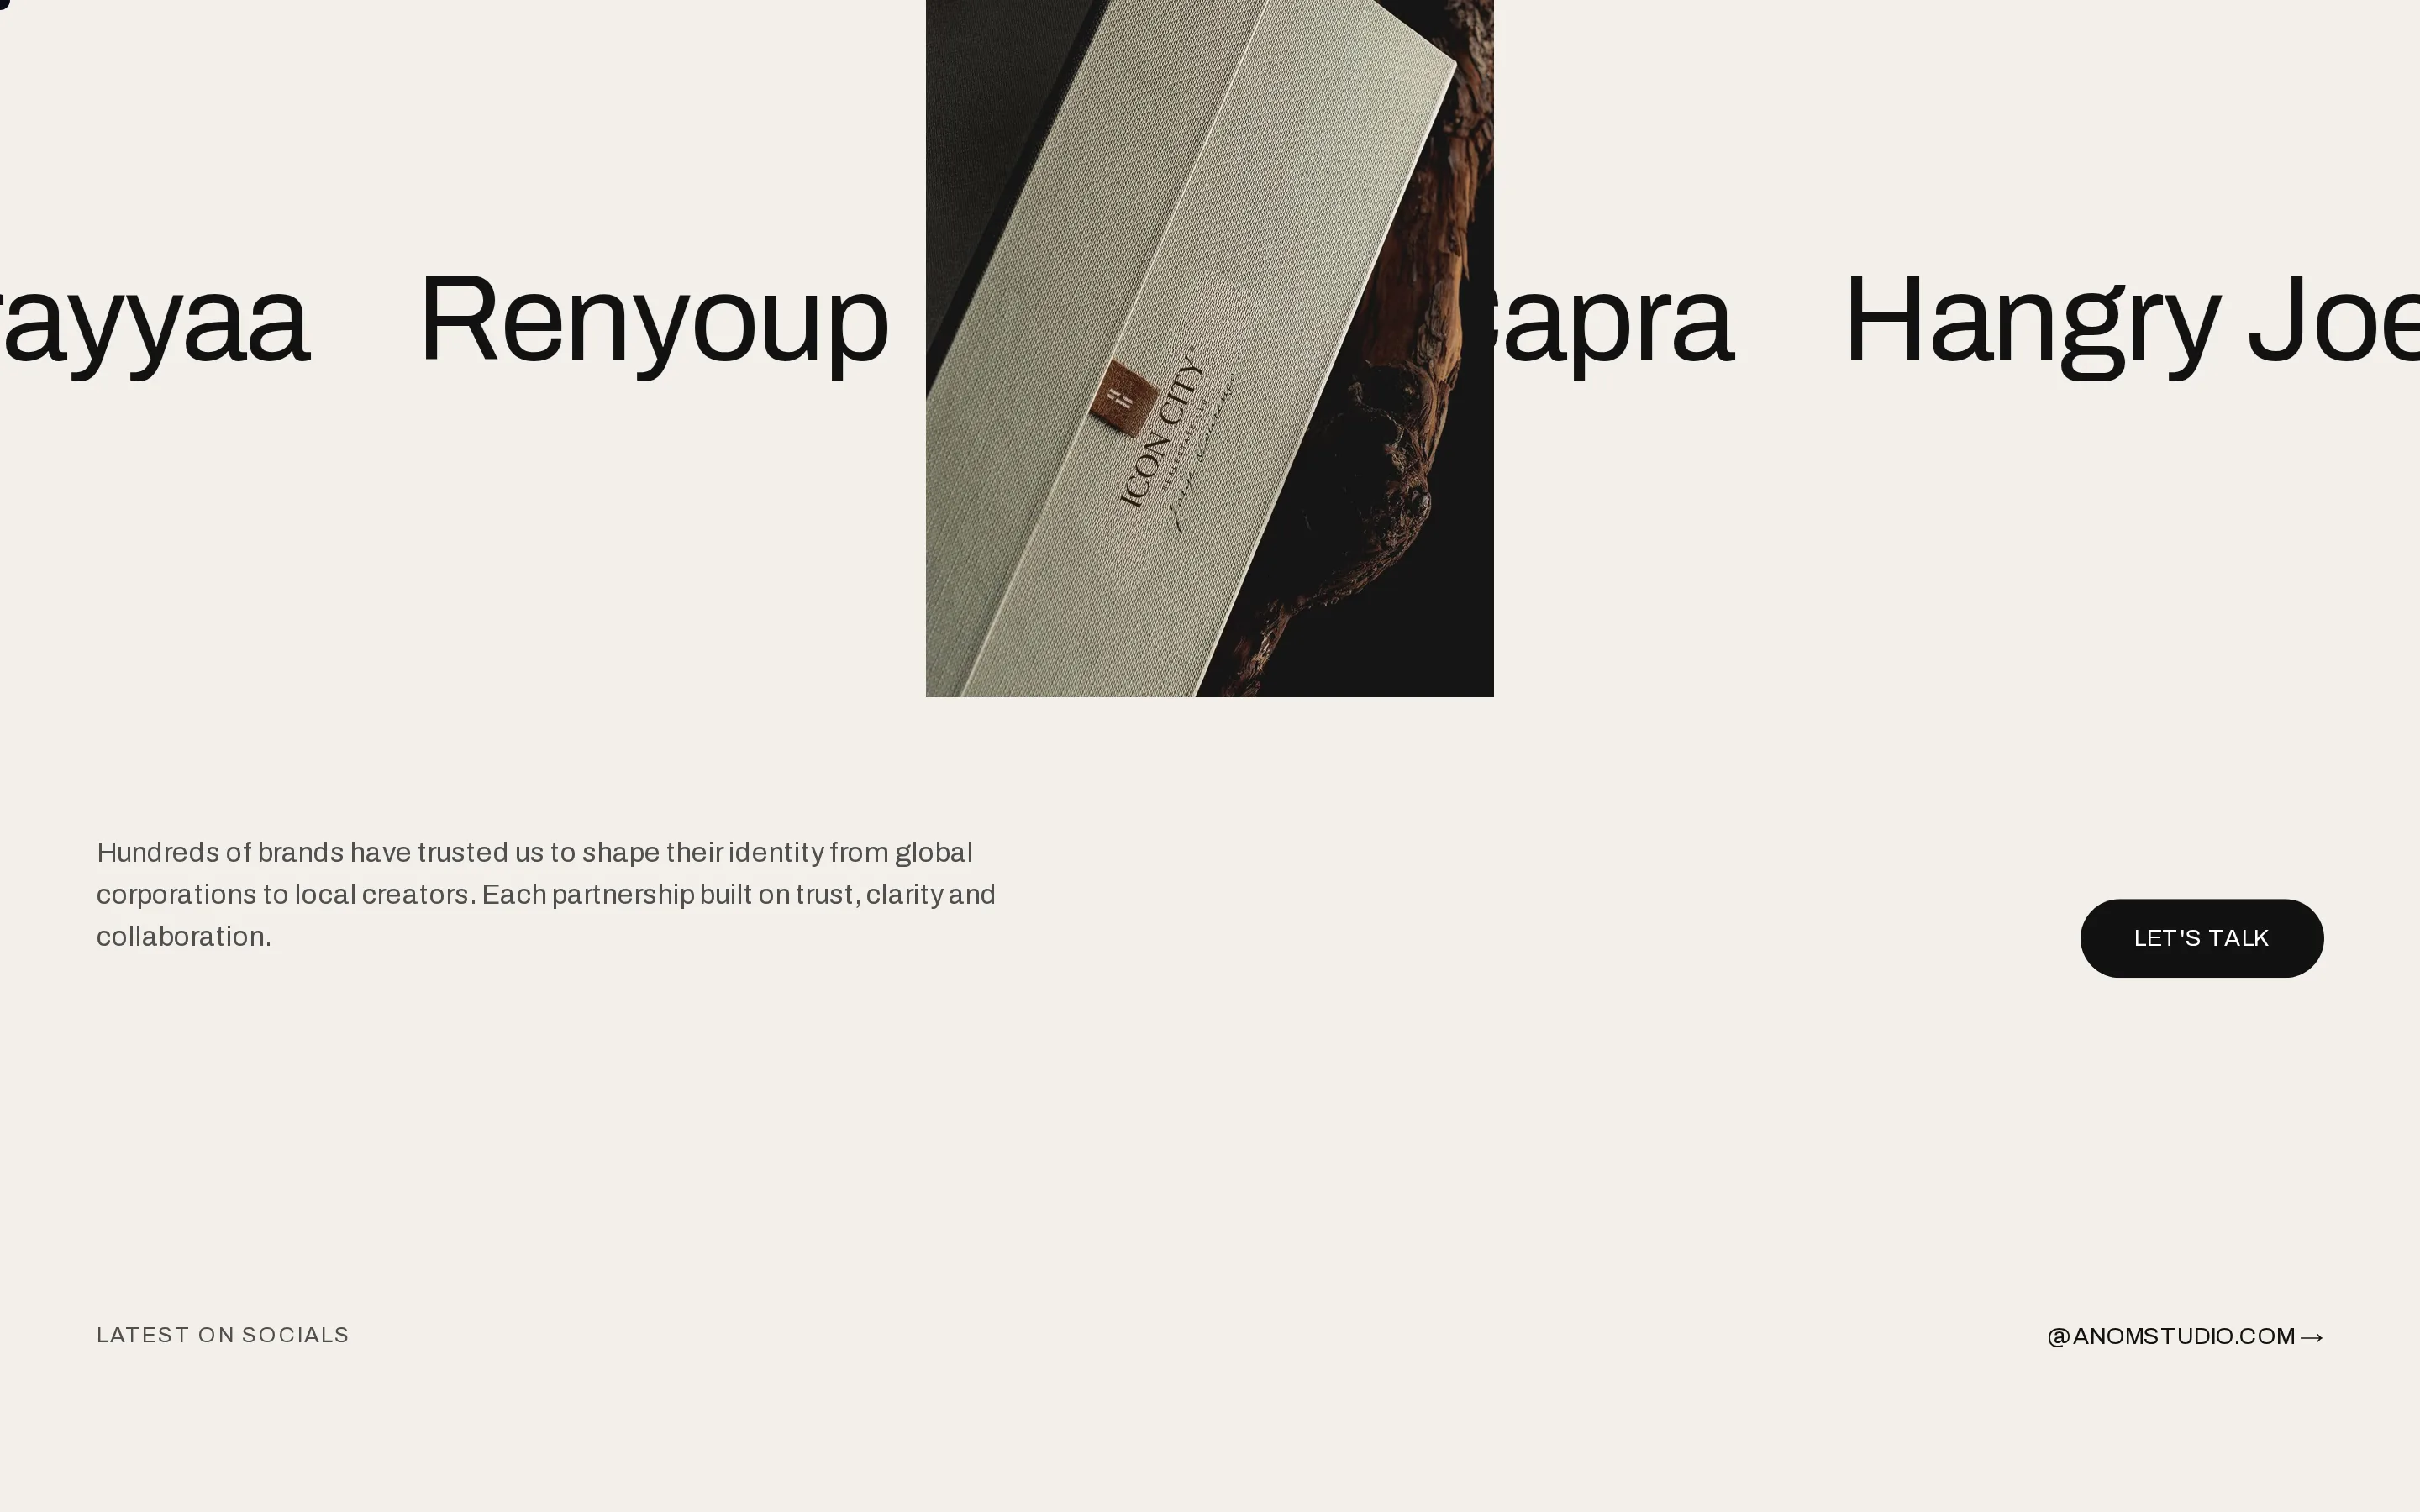 rayyaa Renyoup apra Hangry Joe
ICON CITY
Hundreds of brands have trusted us to shape their identity from global
corporations to local creators. Each partnership built on trust, clarity and
collaboration.
LET'S TALK
LATEST ON SOCIALS
@ANOMSTUDIO.COM→